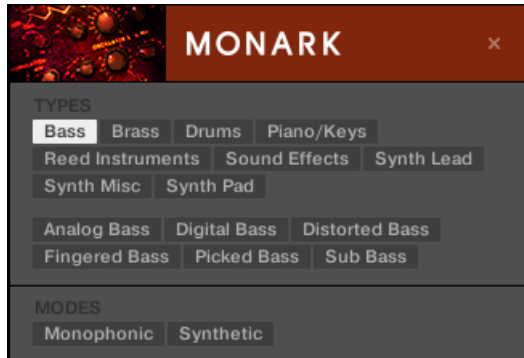 MONARK ×
TYPES
Bass Brass Drums Piano/Keys
Reed Instruments Sound Effects Synth Lead
Synth Misc Synth Pad
Analog Bass Digital Bass Distorted Bass
Fingered Bass Picked Bass Sub Bass
MODES
Monophonic Synthetic